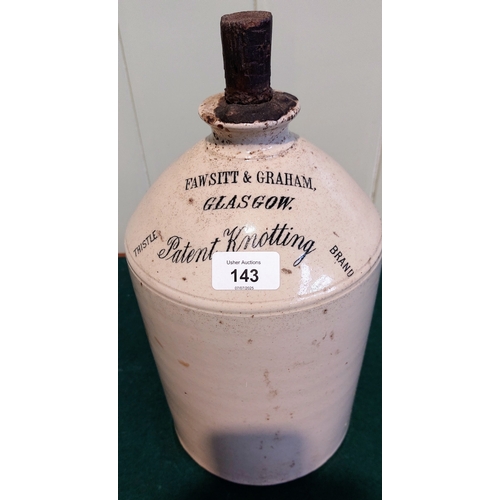 FAWSITT & GRAHAM,
GLASGOW.
Patent Knotting
THISTLE
BRAND
Usher Auctions
143